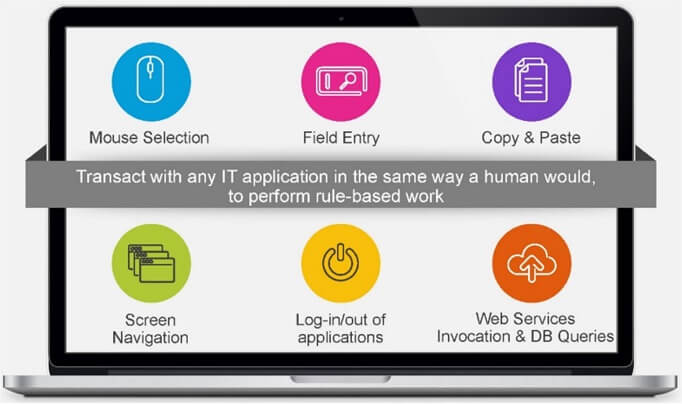 Mouse Selection
Field Entry
Copy & Paste
Transact with any IT application in the same way a human would,
to perform rule-based work
Screen
Navigation
Log-in/out of
applications
Web Services
Invocation & DB Queries